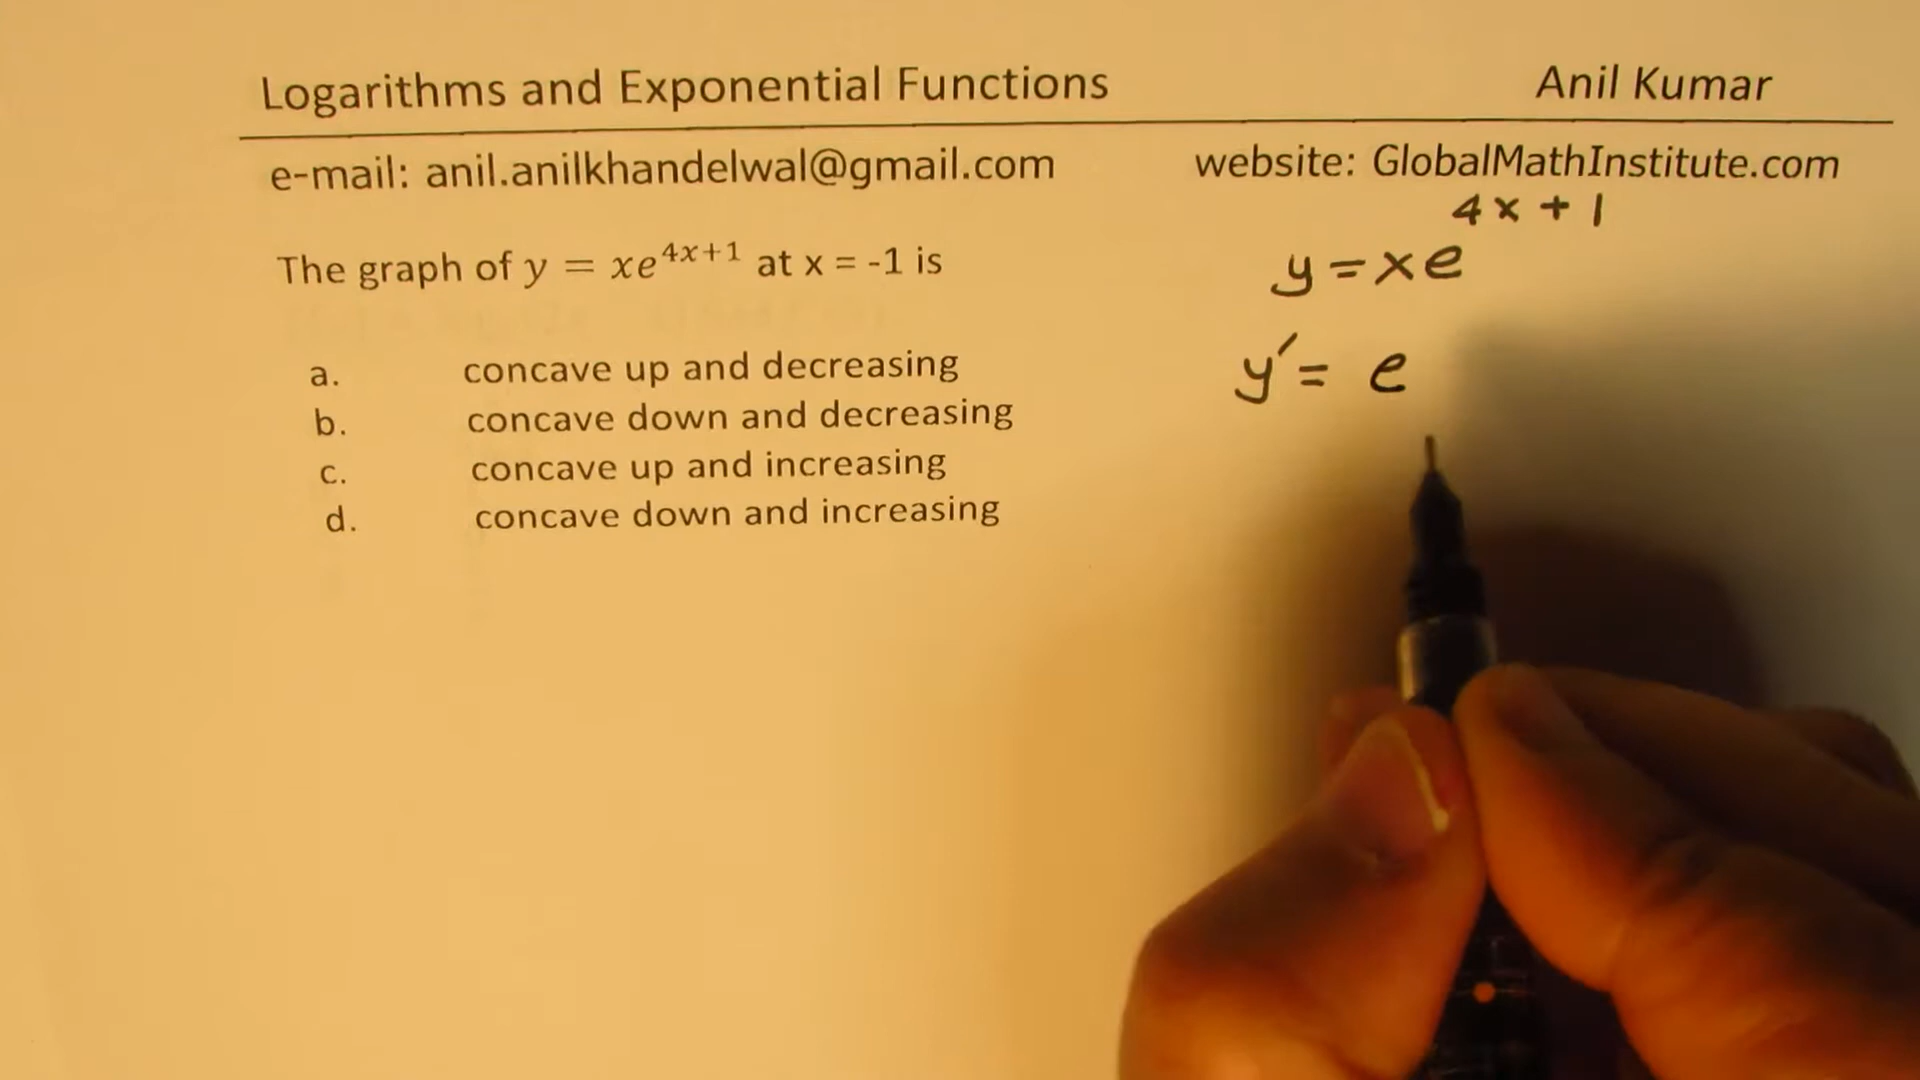 Logarithms and Exponential Functions Anil Kumar
e-mail: anil.anilkhandelwal@gmail.com website: GlobalMathInstitute.com
The graph of y = xe^{4x+1} at x = -1 is
a. concave up and decreasing
b. concave down and decreasing
c. concave up and increasing
d. concave down and increasing
y = xe^{4x + 1}
y′ = e